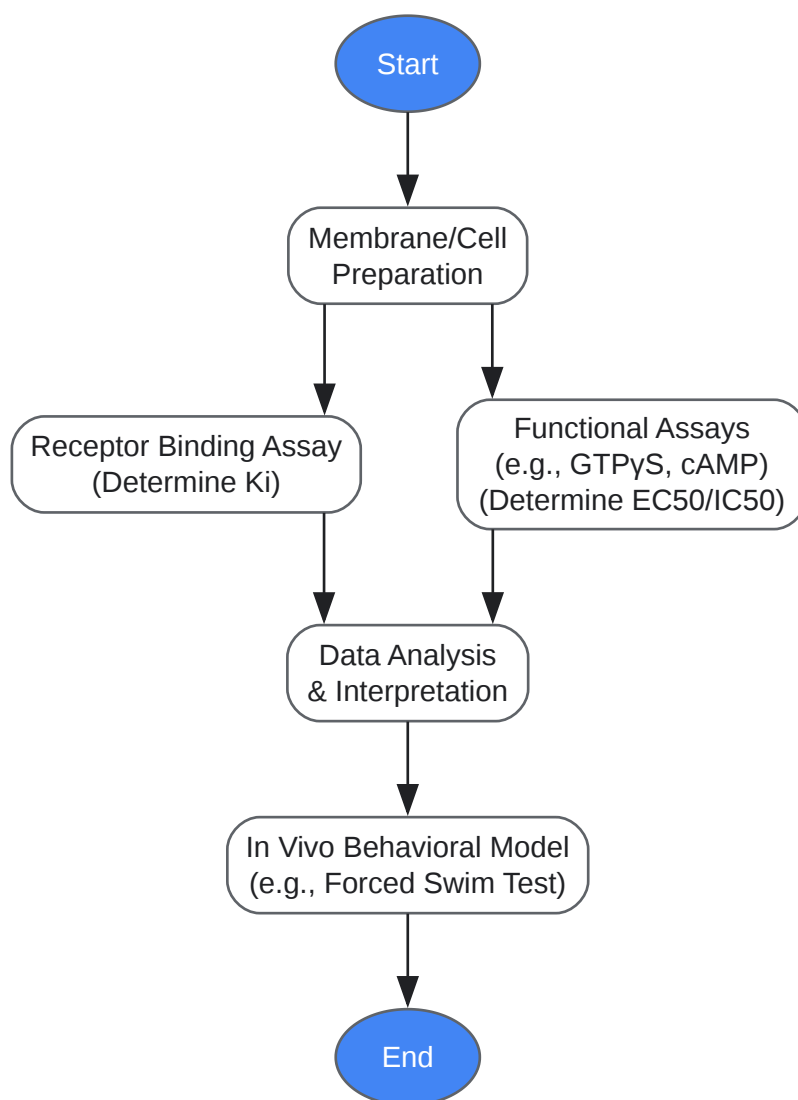 Start
Membrane/Cell
Preparation
Receptor Binding Assay
(Determine Ki)
Functional Assays
(e.g., GTPγS, cAMP)
(Determine EC50/IC50)
Data Analysis
& Interpretation
In Vivo Behavioral Model
(e.g., Forced Swim Test)
End